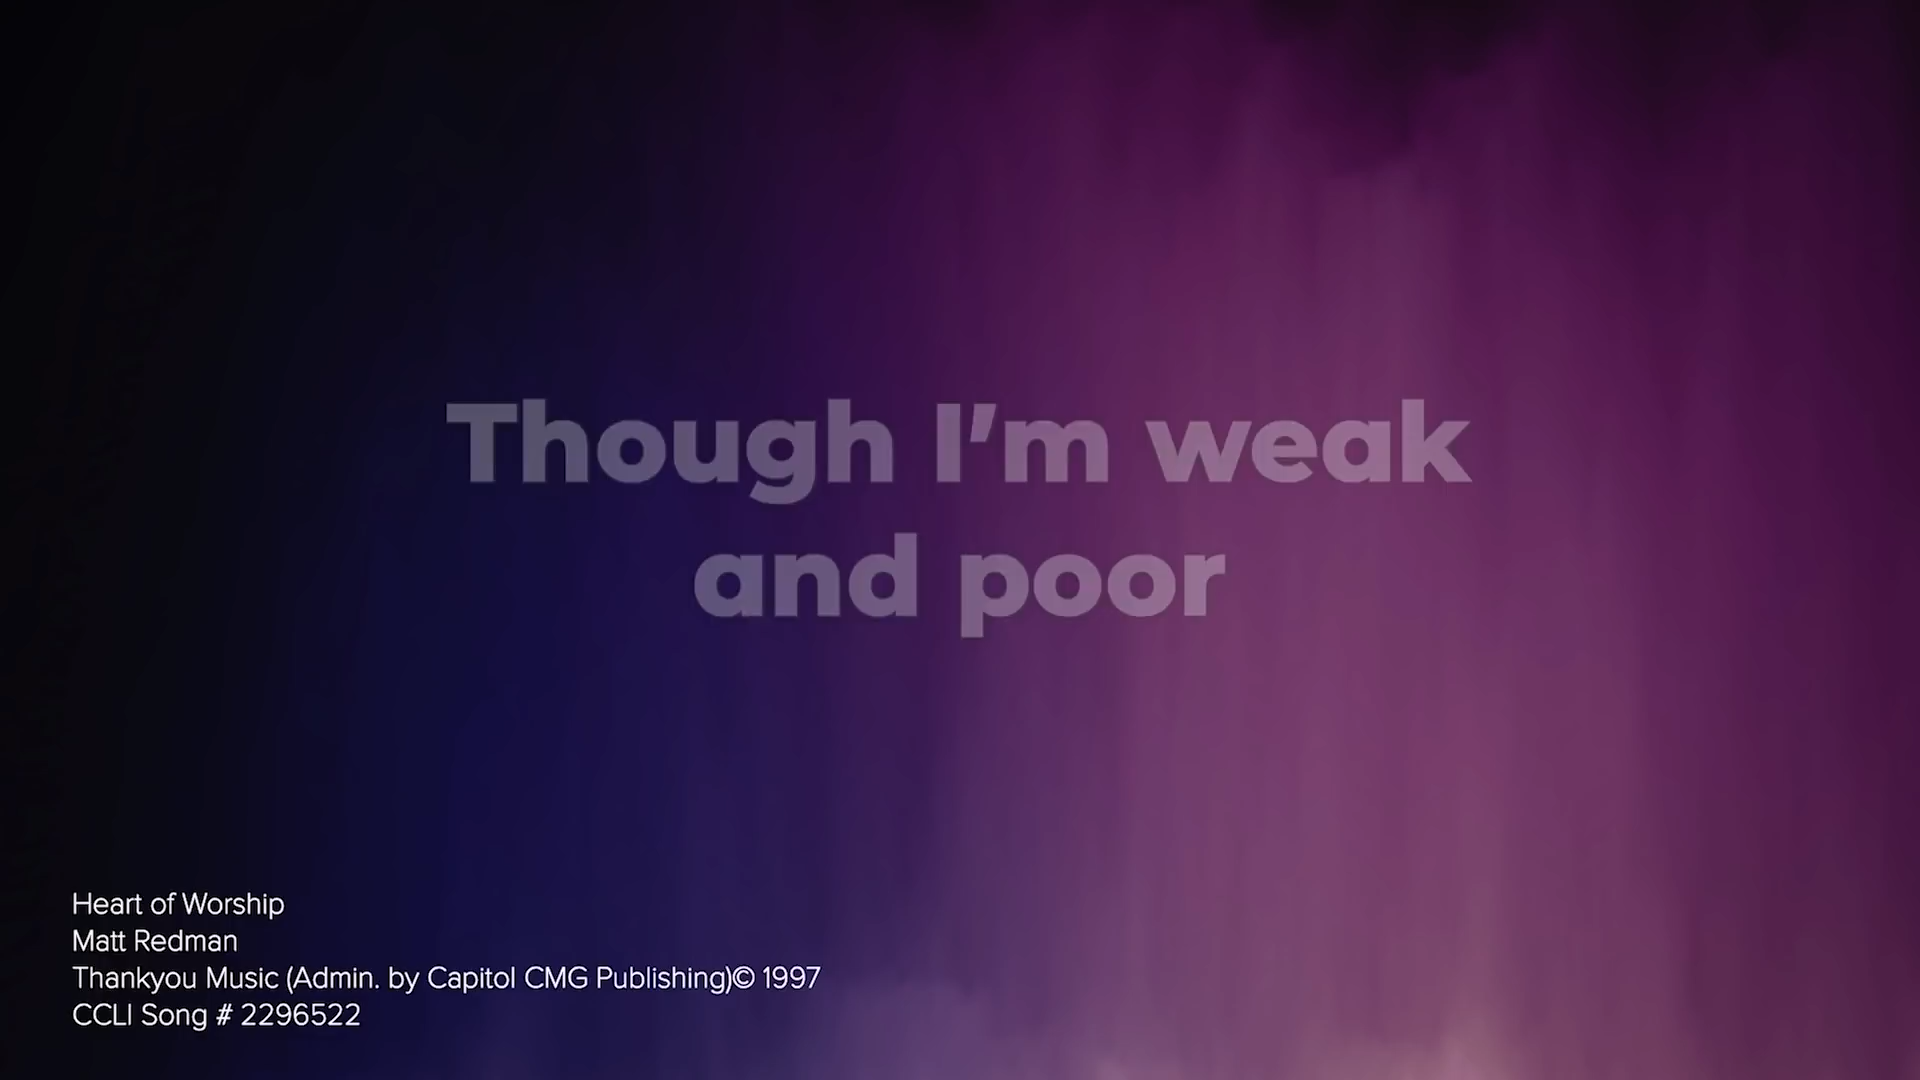 Though I'm weak
and poor
Heart of Worship
Matt Redman
Thankyou Music (Admin. by Capitol CMG Publishing)© 1997
CCLI Song # 2296522